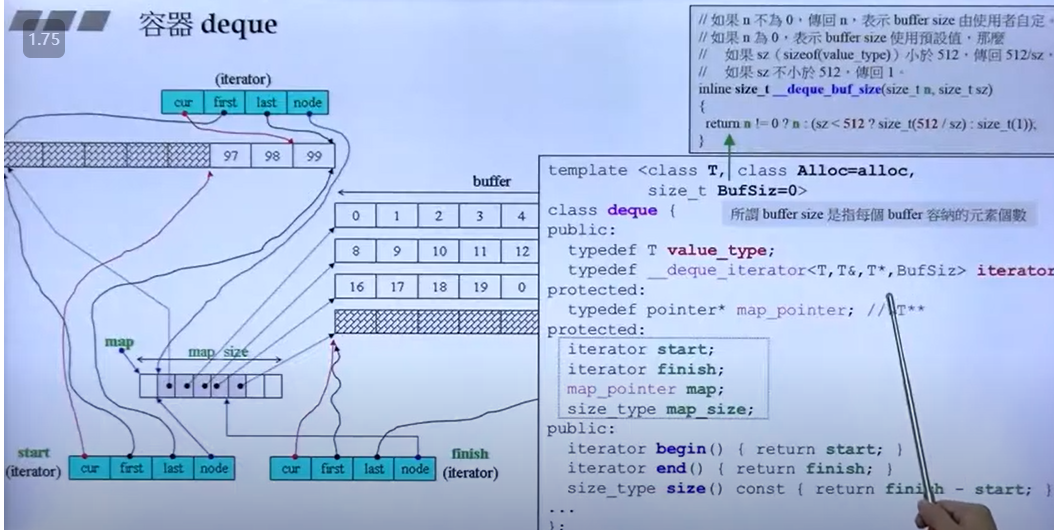 1.75
容器 deque
(iterator)
cur first last node
97 98 99
buffer
0 1 2 3 4
8 9 10 11 12
16 17 18 19 0
map
map size
start
(iterator)
cur first last node
cur first last node
finish
(iterator)
// 如果 n 不為 0，傳回 n，表示 buffer size 由使用者自定。
// 如果 n 為 0，表示 buffer size 使用預設值，那麼
// 如果 sz（sizeof(value_type)）小於 512，傳回 512/sz，
// 如果 sz 不小於 512，傳回 1。
inline size_t __deque_buf_size(size_t n, size_t sz)
{
return n != 0 ? n : (sz < 512 ? size_t(512 / sz) : size_t(1));
}
template <class T, class Alloc=alloc,
size_t BufSiz=0>
class deque {
所謂 buffer size 是指每個 buffer 容納的元素個數
public:
typedef T value_type;
typedef __deque_iterator<T,T&,T*,BufSiz> iterator
protected:
typedef pointer* map_pointer; // T**
protected:
iterator start;
iterator finish;
map_pointer map;
size_type map_size;
public:
iterator begin() { return start; }
iterator end() { return finish; }
size_type size() const { return finish - start; }
...
};